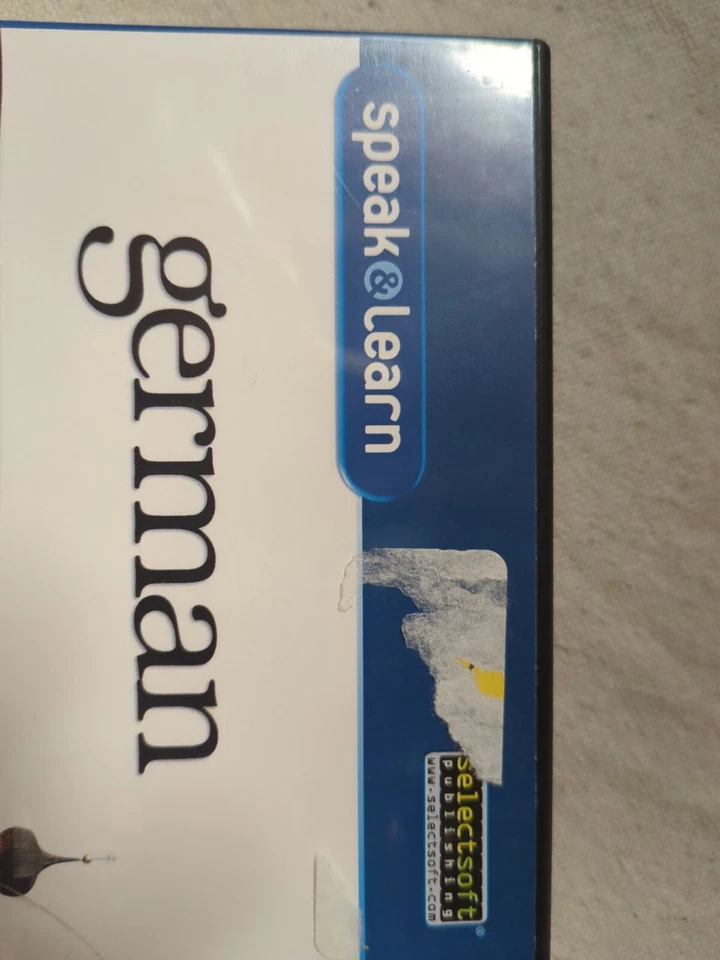 speak & Learn
selectsoft®
publishing
www.selectsoft.com
german